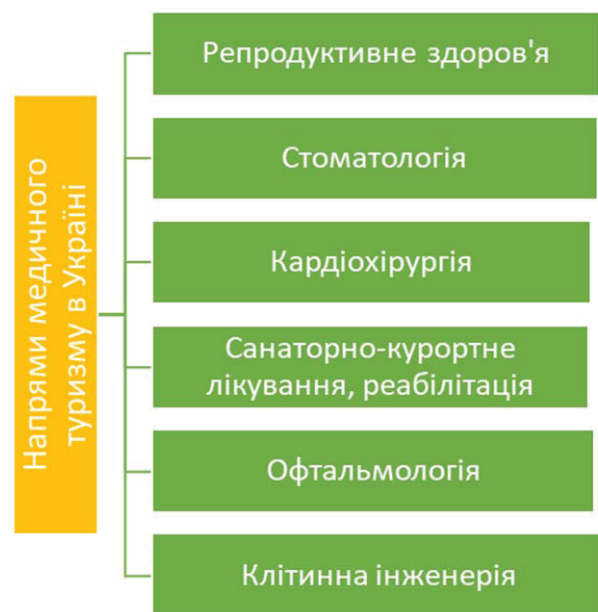 Напрями медичного
туризму в Україні
Репродуктивне здоров'я
Стоматологія
Кардіохірургія
Санаторно-курортне
лікування, реабілітація
Офтальмологія
Клітинна інженерія